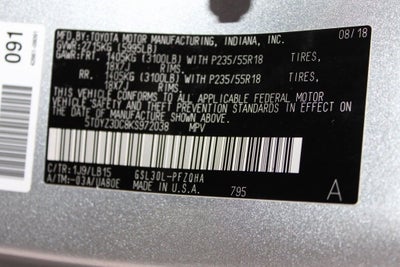 091
MFD.BY: TOYOTA MOTOR MANUFACTURING, INDIANA, INC. 08/18
GVWR: 2715KG (5995LB)
GAWR:FRT. 1405KG (3100LB) WITH P235/55R18 TIRES,
18X7J RIMS,
RR. 1405KG (3100LB) WITH P235/55R18 TIRES,
18X7J RIMS,
THIS VEHICLE CONFORMS TO ALL APPLICABLE FEDERAL MOTOR
VEHICLE SAFETY AND THEFT PREVENTION STANDARDS IN EFFECT ON
THE DATE OF MANUFACTURE SHOWN ABOVE.
5TDYZ3DC8KS972038 MPV
C/TR: 1J9/LB15 GSL30L-PFZQHA
A/TM:-03A/UA80E MADE IN U.S.A. 795 A